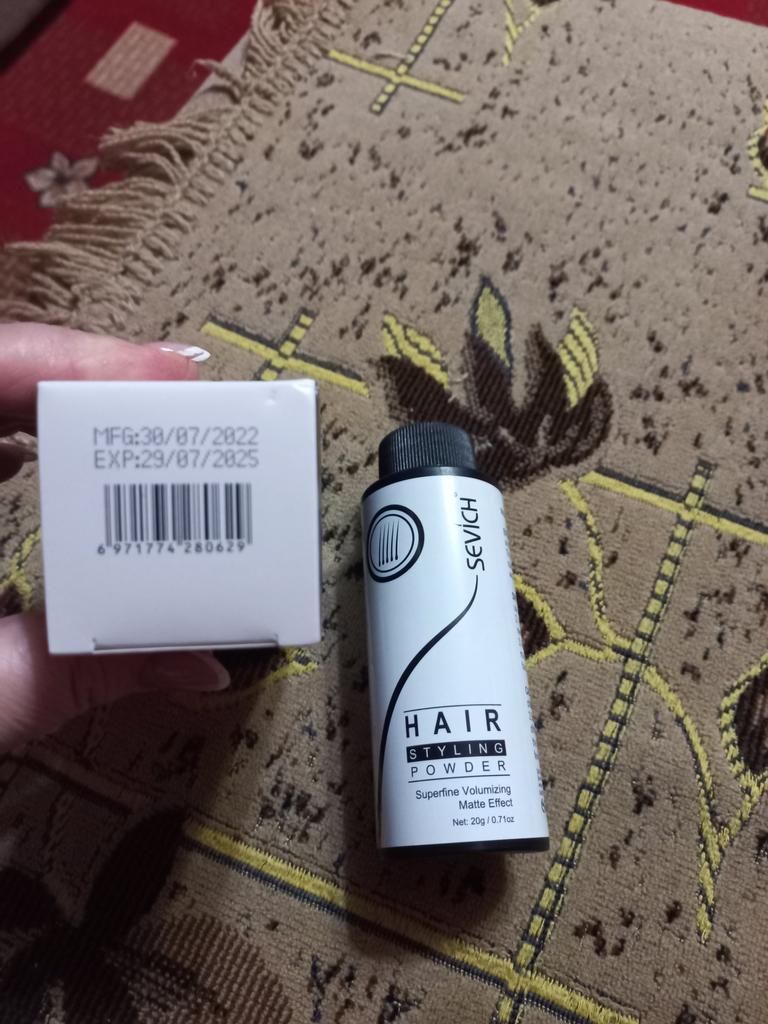 MFG:30/07/2022
EXP:29/07/2025
6 971774 280629
SEVICH®
HAIR
STYLING
POWDER
Superfine Volumizing
Matte Effect
Net: 20g / 0.71oz